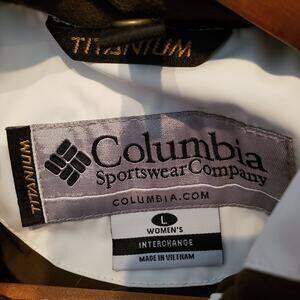 TITANIUM
TITANIUM
Columbia
Sportswear Company
COLUMBIA.COM
L
WOMEN'S
INTERCHANGE
MADE IN VIETNAM